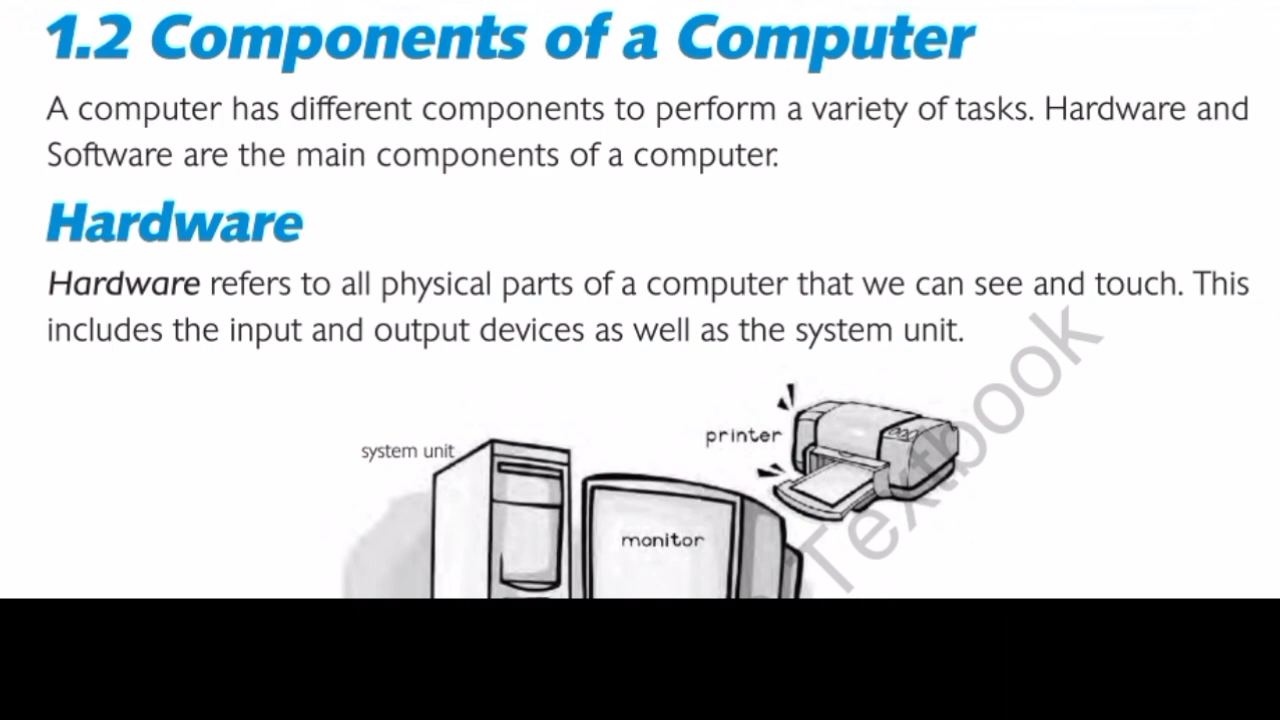 1.2 Components of a Computer
A computer has different components to perform a variety of tasks. Hardware and
Software are the main components of a computer.
Hardware
Hardware refers to all physical parts of a computer that we can see and touch. This
includes the input and output devices as well as the system unit.
printer
system unit
monitor
Textbook